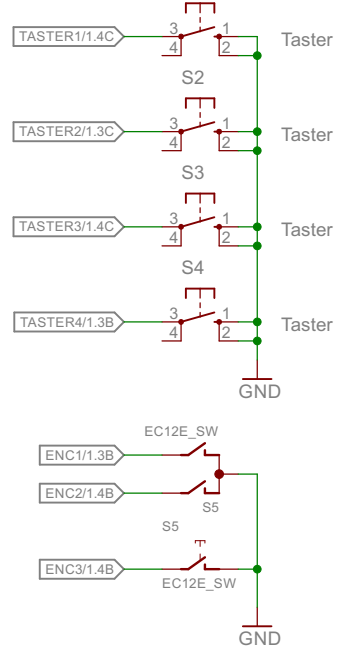 TASTER1/1.4C 3 1 Taster
4 2
S2
TASTER2/1.3C 3 1 Taster
4 2
S3
TASTER3/1.4C 3 1 Taster
4 2
S4
TASTER4/1.3B 3 1 Taster
4 2
GND
EC12E_SW
ENC1/1.3B
ENC2/1.4B
S5
S5
ENC3/1.4B
EC12E_SW
GND